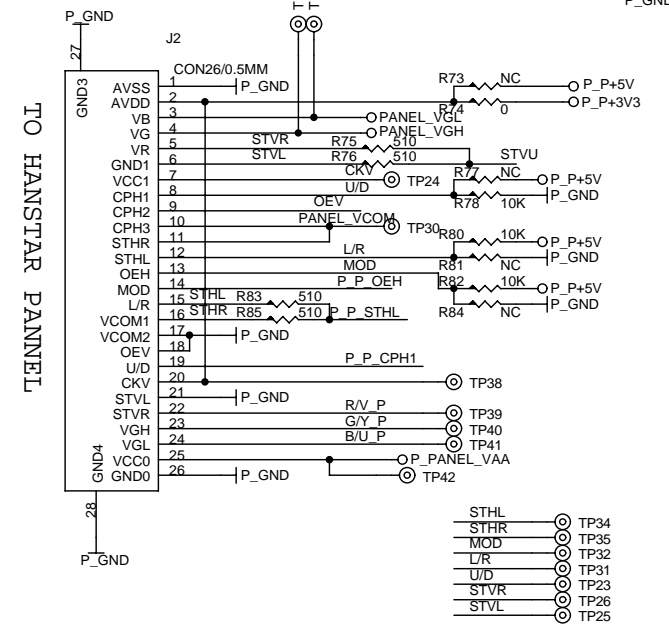 P_GND
P_GND
27
J2
CON26/0.5MM
GND3
TO HANSTAR PANNEL
AVSS 1 P_GND
AVDD 2
VB 3 PANEL_VGL
VG 4 PANEL_VGH
VR 5 STVR R75 510
GND1 6 STVL R76 510 STVU
VCC1 7 CKV TP24
CPH1 8 U/D
CPH2 9 OEV
CPH3 10 PANEL_VCOM TP30
STHR 11
STHL 12 L/R
OEH 13 MOD
MOD 14 P_P_OEH
L/R 15 STHL R83 510
VCOM1 16 STHR R85 510 P_P_STHL
VCOM2 17 P_GND
OEV 18
U/D 19 P_P_CPH1
CKV 20 TP38
STVL 21 P_GND
STVR 22 R/V_P TP39
VGH 23 G/Y_P TP40
VGL 24 B/U_P TP41
VCC0 25 P_PANEL_VAA
TP42
GND0 26 P_GND
GND4
28
P_GND
R73 NC P_P+5V
R74 0 P_P+3V3
R77 NC P_P+5V
R78 10K P_GND
R80 10K P_P+5V
R81 NC P_GND
R82 10K P_P+5V
R84 NC P_GND
STHL TP34
STHR TP35
MOD TP32
L/R TP31
U/D TP23
STVR TP26
STVL TP25